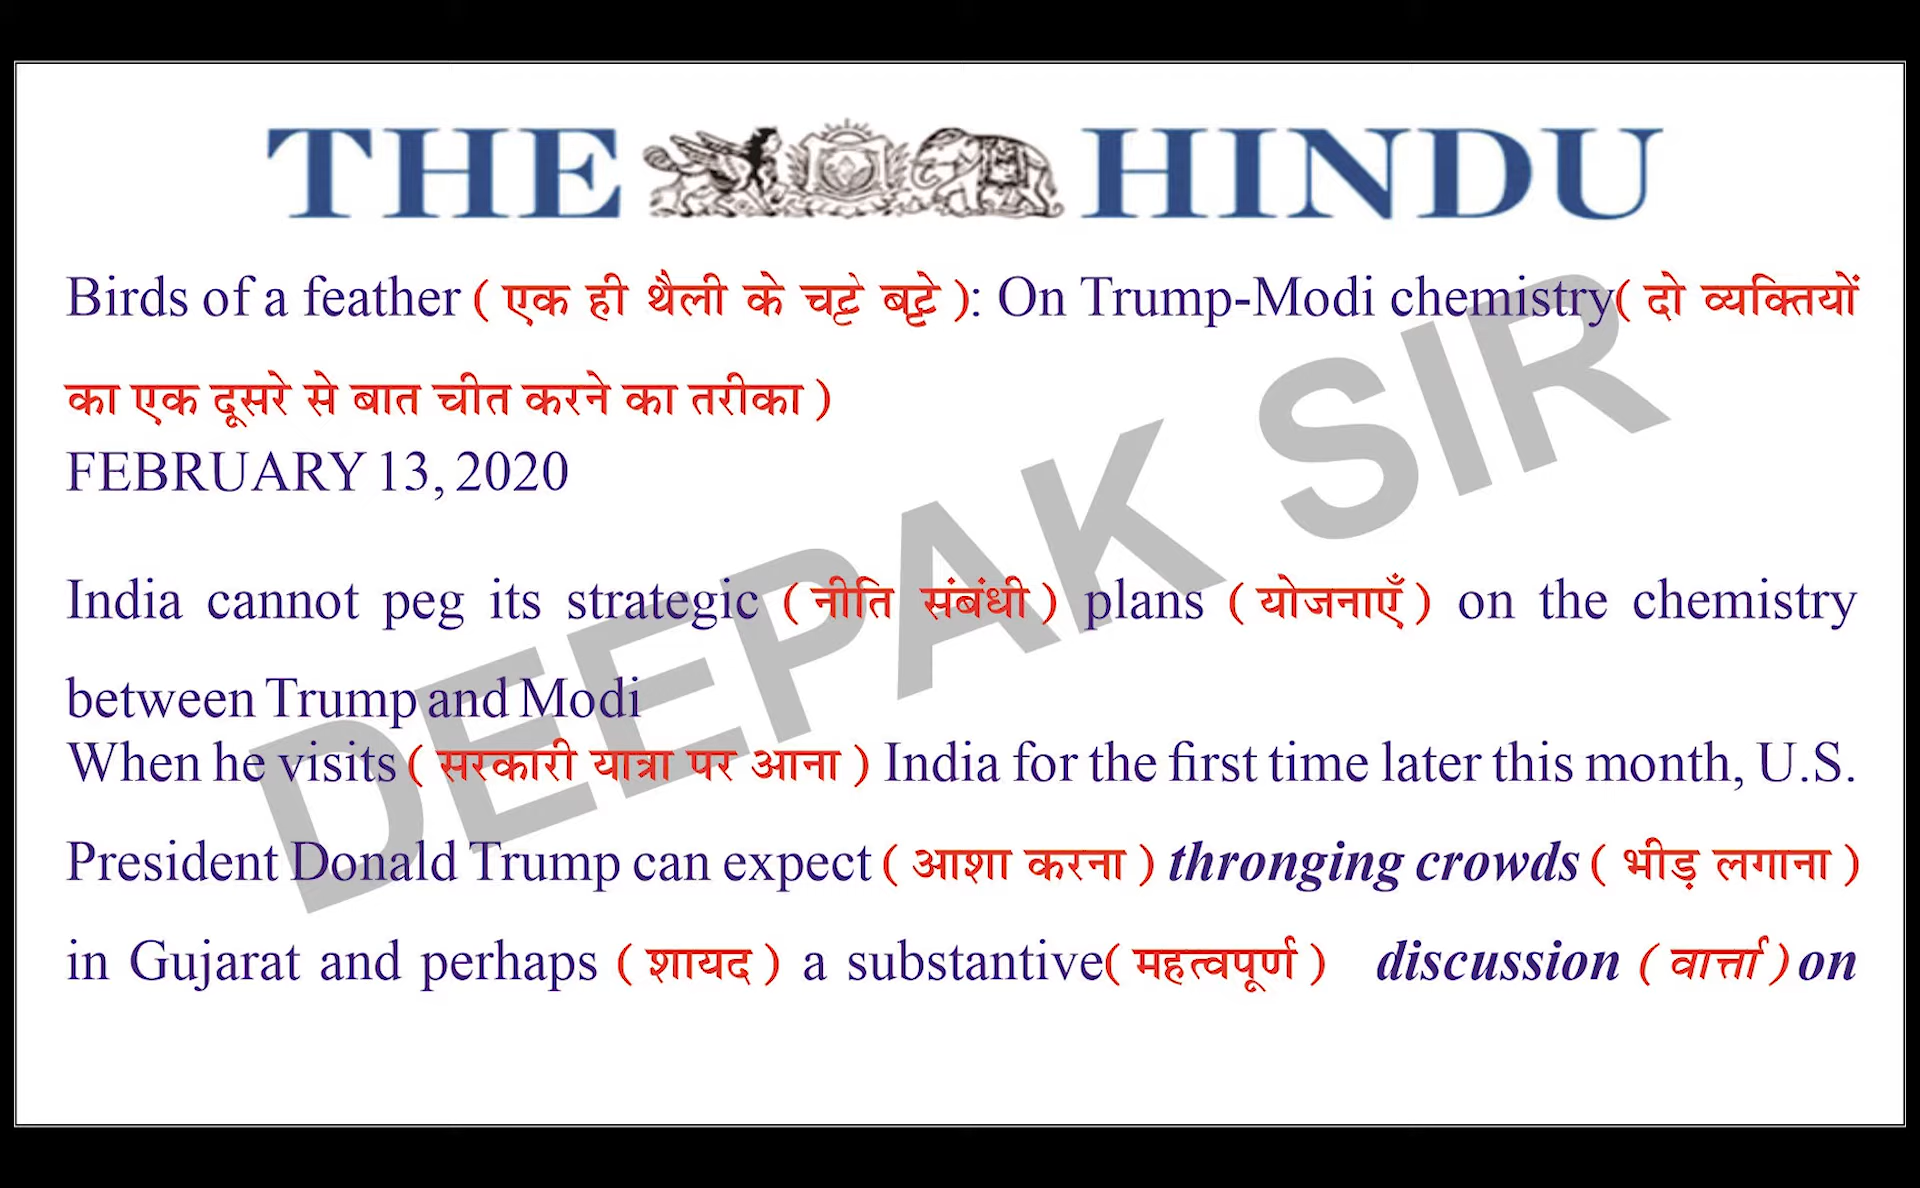 THE HINDU
Birds of a feather ( एक ही थैली के चट्टे बट्टे ): On Trump-Modi chemistry( दो व्यक्तियों
का एक दूसरे से बात चीत करने का तरीका )
FEBRUARY 13, 2020
India cannot peg its strategic ( नीति संबंधी ) plans ( योजनाएँ ) on the chemistry
between Trump and Modi
When he visits ( सरकारी यात्रा पर आना ) India for the first time later this month, U.S.
President Donald Trump can expect ( आशा करना ) thronging crowds ( भीड़ लगाना )
in Gujarat and perhaps ( शायद ) a substantive( महत्वपूर्ण ) discussion ( वार्त्ता ) on
DEEPAK SIR